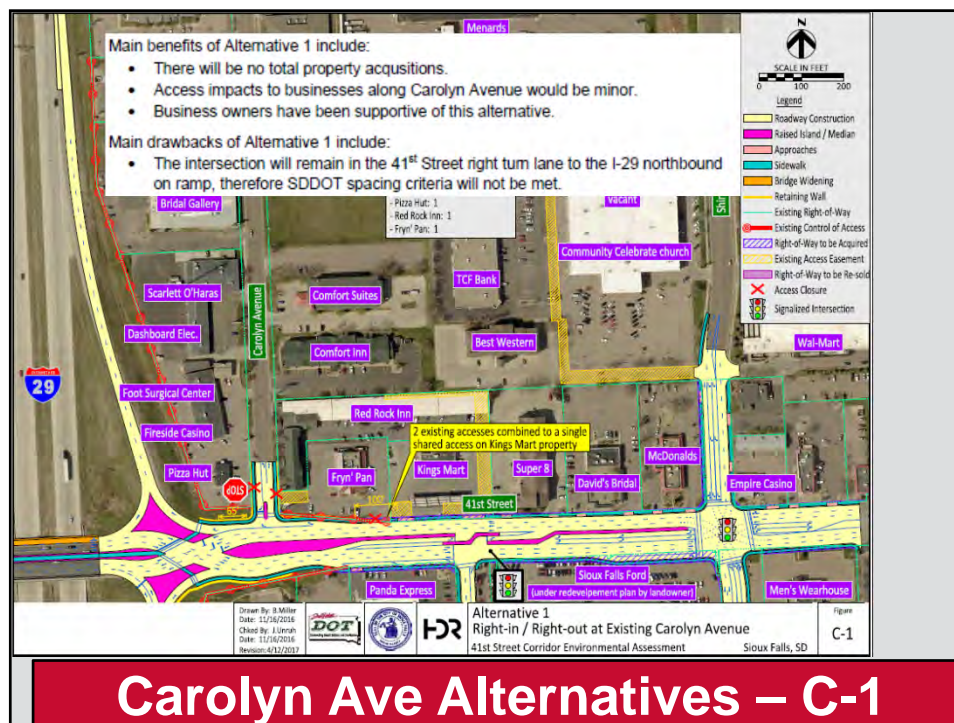 Menards
Main benefits of Alternative 1 include:
• There will be no total property acqusitions.
• Access impacts to businesses along Carolyn Avenue would be minor.
• Business owners have been supportive of this alternative.
Main drawbacks of Alternative 1 include:
• The intersection will remain in the 41st Street right turn lane to the I-29 northbound
on ramp, therefore SDDOT spacing criteria will not be met.
N
SCALE IN FEET
0 100 200
Legend
Roadway Construction
Raised Island / Median
Approaches
Sidewalk
Bridge Widening
Retaining Wall
Existing Right-of-Way
Existing Control of Access
Right-of-Way to be Acquired
Existing Access Easement
Right-of-Way to be Re-sold
Access Closure
Signalized Intersection
Bridal Gallery
- Pizza Hut: 1
- Red Rock Inn: 1
- Fryn' Pan: 1
Vacant
Shir
Community Celebrate church
Scarlett O'Haras
Comfort Suites
TCF Bank
Carolyn Avenue
Dashboard Elec.
Comfort Inn
Best Western
Wal-Mart
29
Foot Surgical Center
Red Rock Inn
Fireside Casino
2 existing accesses combined to a single
shared access on Kings Mart property
Pizza Hut
Fryn' Pan
Kings Mart
Super 8
David's Bridal
McDonalds
Empire Casino
STOP
65'
100'
41st Street
Panda Express
Sioux Falls Ford
(under redevelopement plan by landowner)
Men's Wearhouse
Drawn By: B.Miller
Date: 11/16/2016
Chked By: J.Unruh
Date: 11/16/2016
Revision:4/12/2017
DOT
HDR
Alternative 1
Right-in / Right-out at Existing Carolyn Avenue
41st Street Corridor Environmental Assessment
Sioux Falls, SD
Figure
C-1
Carolyn Ave Alternatives – C-1